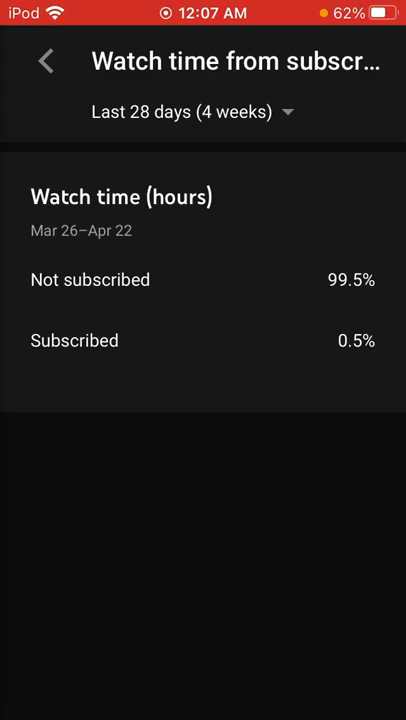 iPod 12:07 AM 62%
Watch time from subscr...
Last 28 days (4 weeks)
Watch time (hours)
Mar 26–Apr 22
Not subscribed 99.5%
Subscribed 0.5%